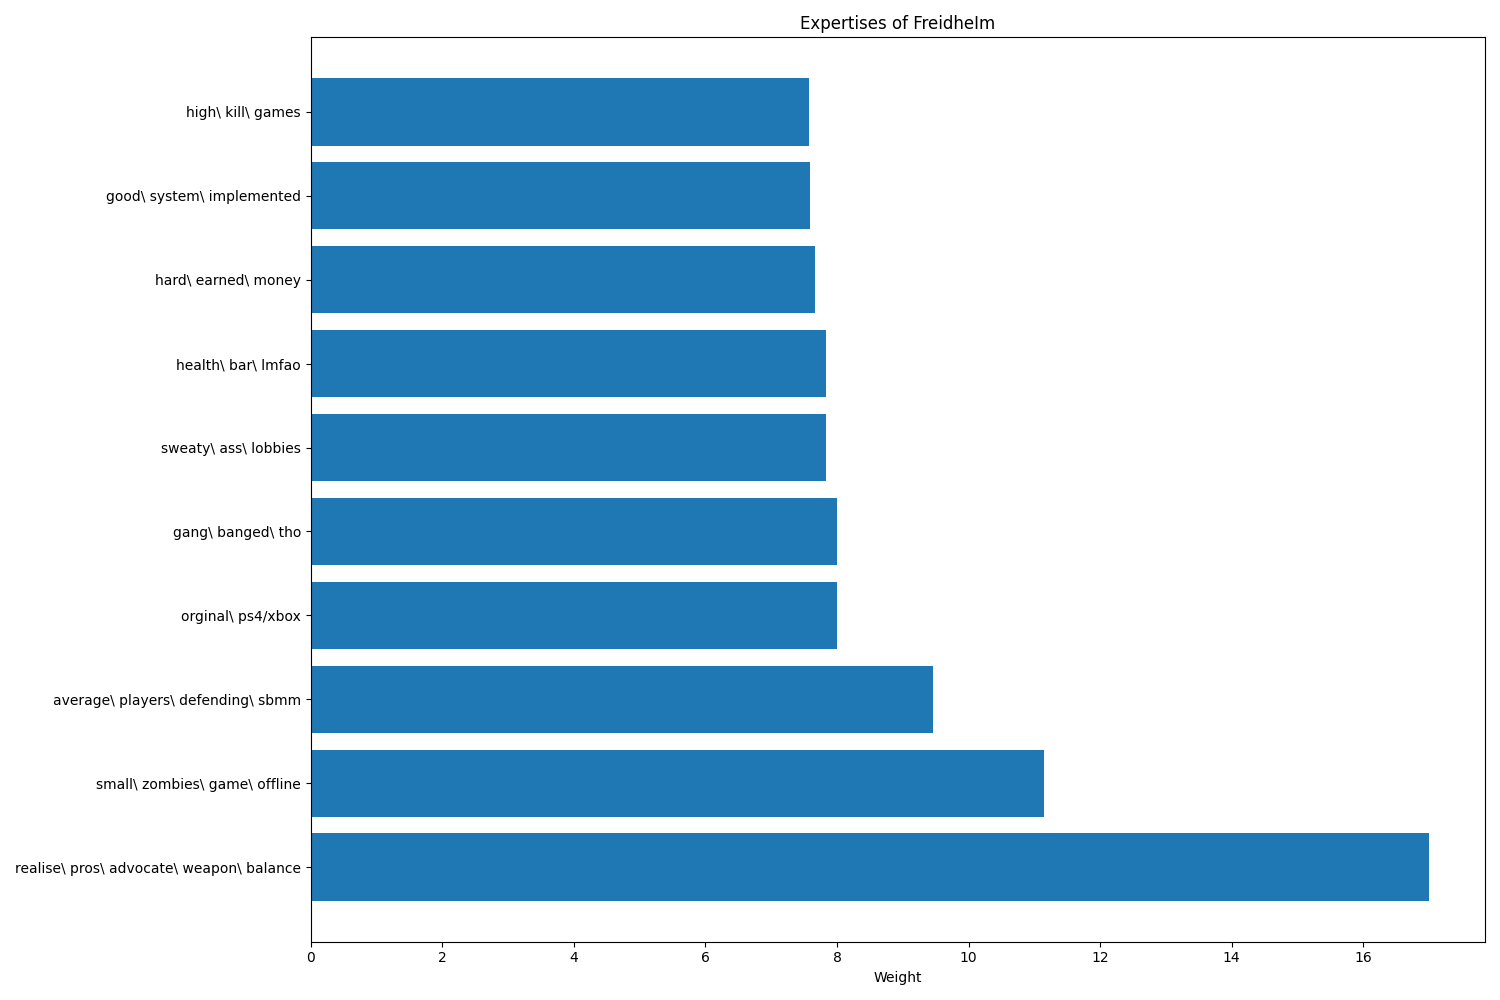 Expertises of Freidhelm
high\ kill\ games
good\ system\ implemented
hard\ earned\ money
health\ bar\ lmfao
sweaty\ ass\ lobbies
gang\ banged\ tho
orginal\ ps4/xbox
average\ players\ defending\ sbmm
small\ zombies\ game\ offline
realise\ pros\ advocate\ weapon\ balance
0 2 4 6 8 10 12 14 16
Weight